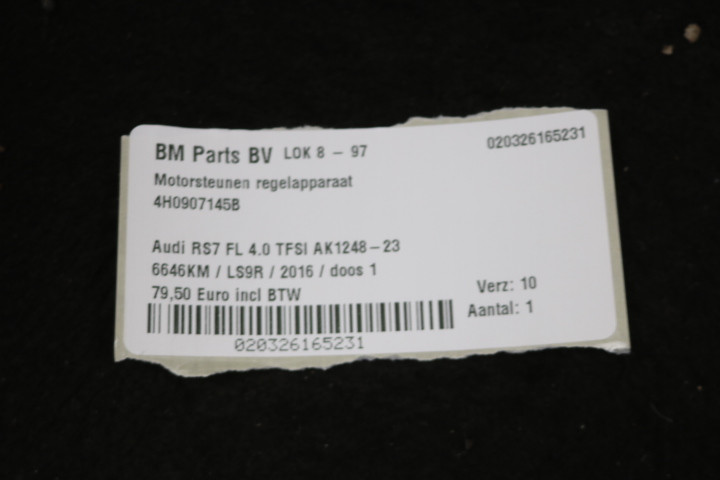 BM Parts BV LOK 8 - 97 020326165231
Motorsteunen regelapparaat
4H0907145B
Audi RS7 FL 4.0 TFSI AK1248-23
6646KM / LS9R / 2016 / doos 1
79,50 Euro incl BTW Verz: 10
Aantal: 1
020326165231